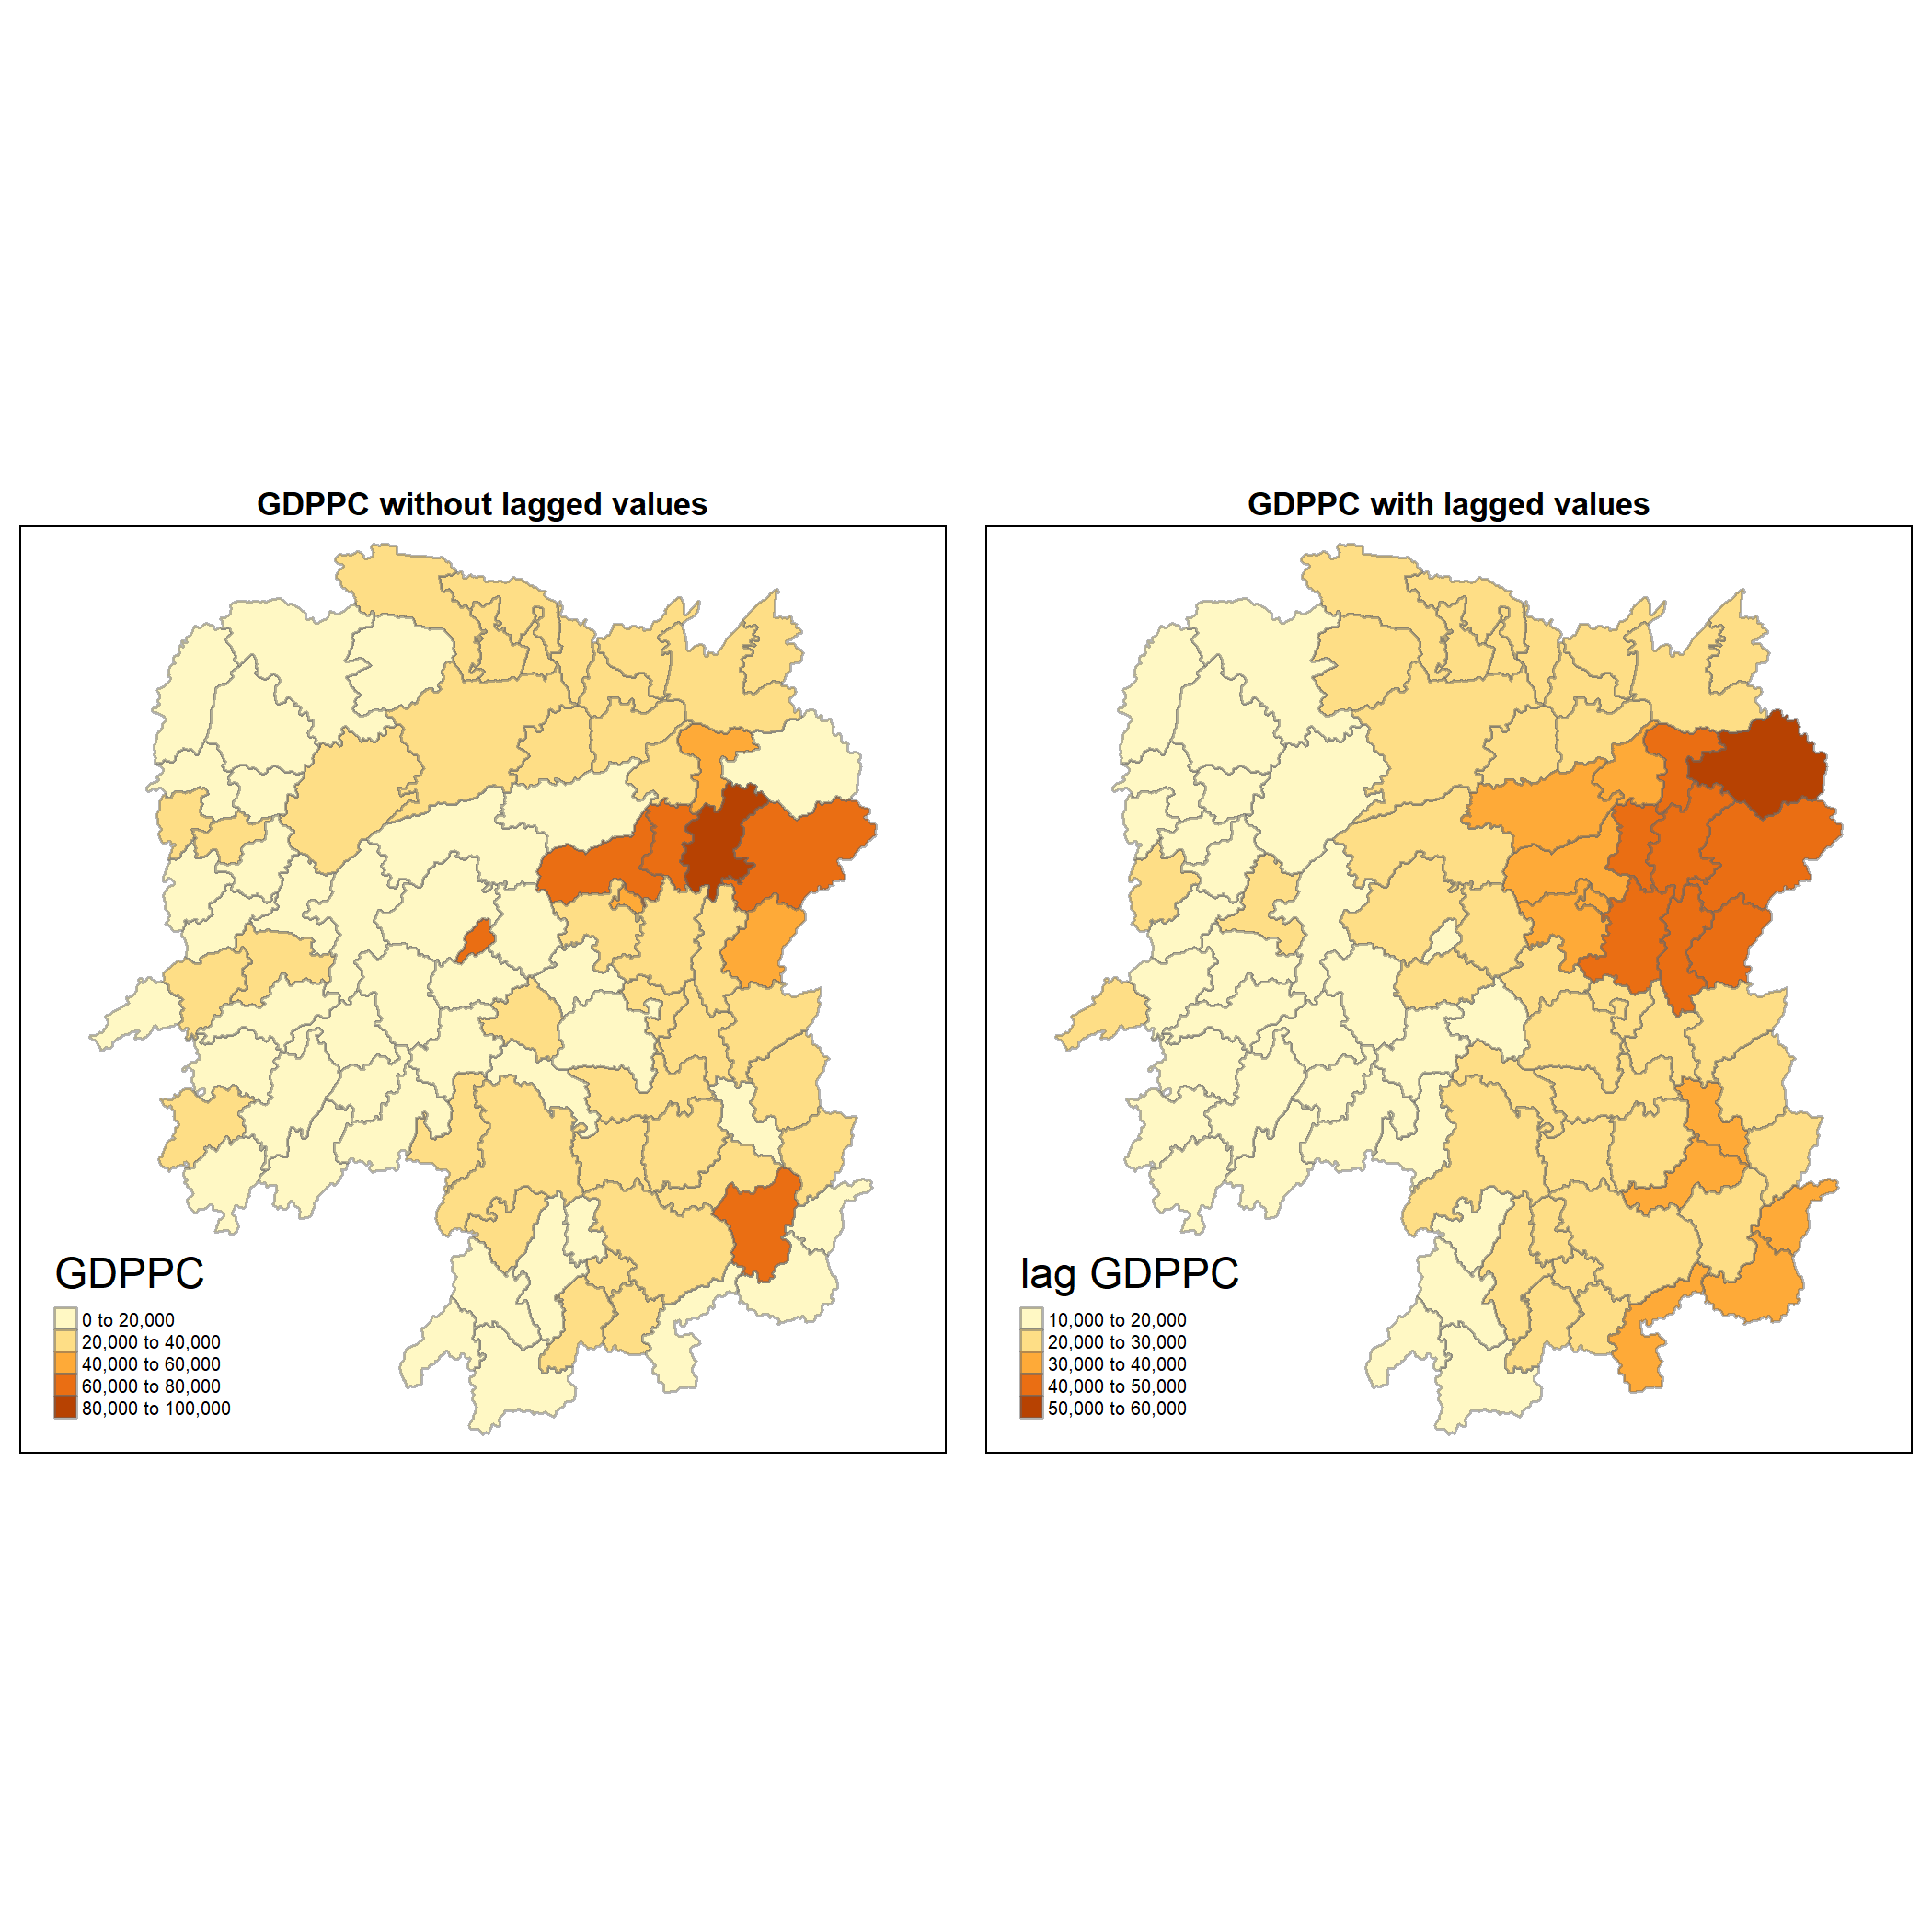 GDPPC without lagged values
GDPPC
0 to 20,000
20,000 to 40,000
40,000 to 60,000
60,000 to 80,000
80,000 to 100,000
GDPPC with lagged values
lag GDPPC
10,000 to 20,000
20,000 to 30,000
30,000 to 40,000
40,000 to 50,000
50,000 to 60,000